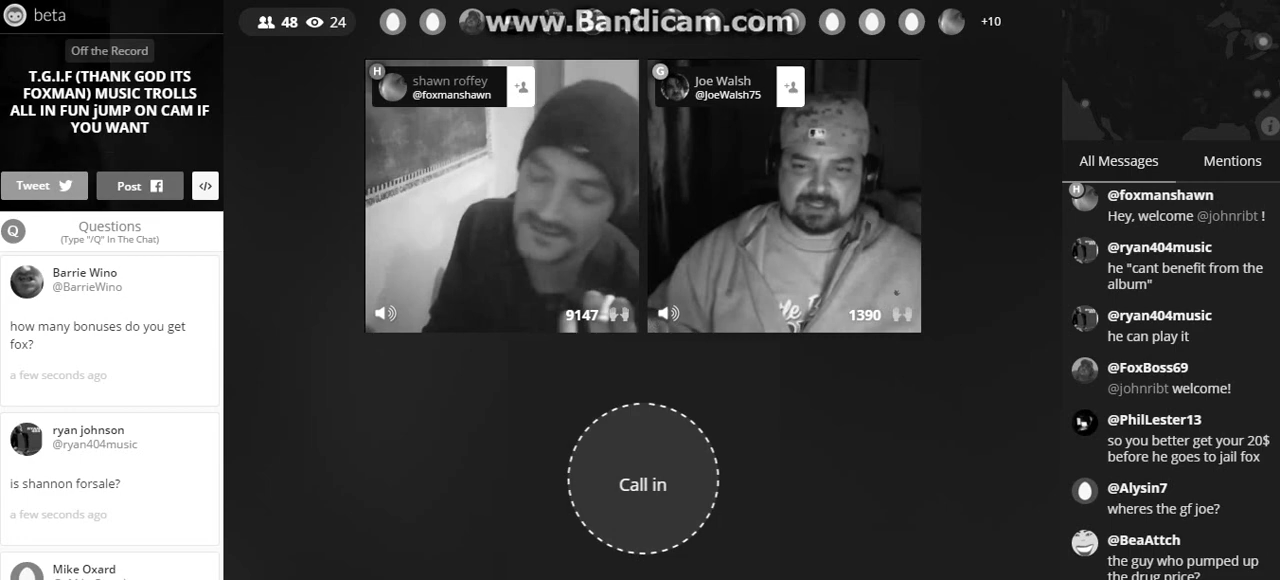 beta
48 24
www.Bandicam.com
+10
Off the Record
T.G.I.F (THANK GOD ITS
FOXMAN) MUSIC TROLLS
ALL IN FUN jUMP ON CAM IF
YOU WANT
Tweet
Post
</>
Q
Questions
(Type "/Q" In The Chat)
Barrie Wino
@BarrieWino
how many bonuses do you get
fox?
a few seconds ago
ryan johnson
@ryan404music
is shannon forsale?
a few seconds ago
Mike Oxard
H
shawn roffey
@foxmanshawn
9147
G
Joe Walsh
@JoeWalsh75
1390
Call in
All Messages
Mentions
H
@foxmanshawn
Hey, welcome @johnribt !
@ryan404music
he "cant benefit from the
album"
@ryan404music
he can play it
@FoxBoss69
@johnribt welcome!
@PhilLester13
so you better get your 20$
before he goes to jail fox
@Alysin7
wheres the gf joe?
@BeaAttch
the guy who pumped up
the drug price?